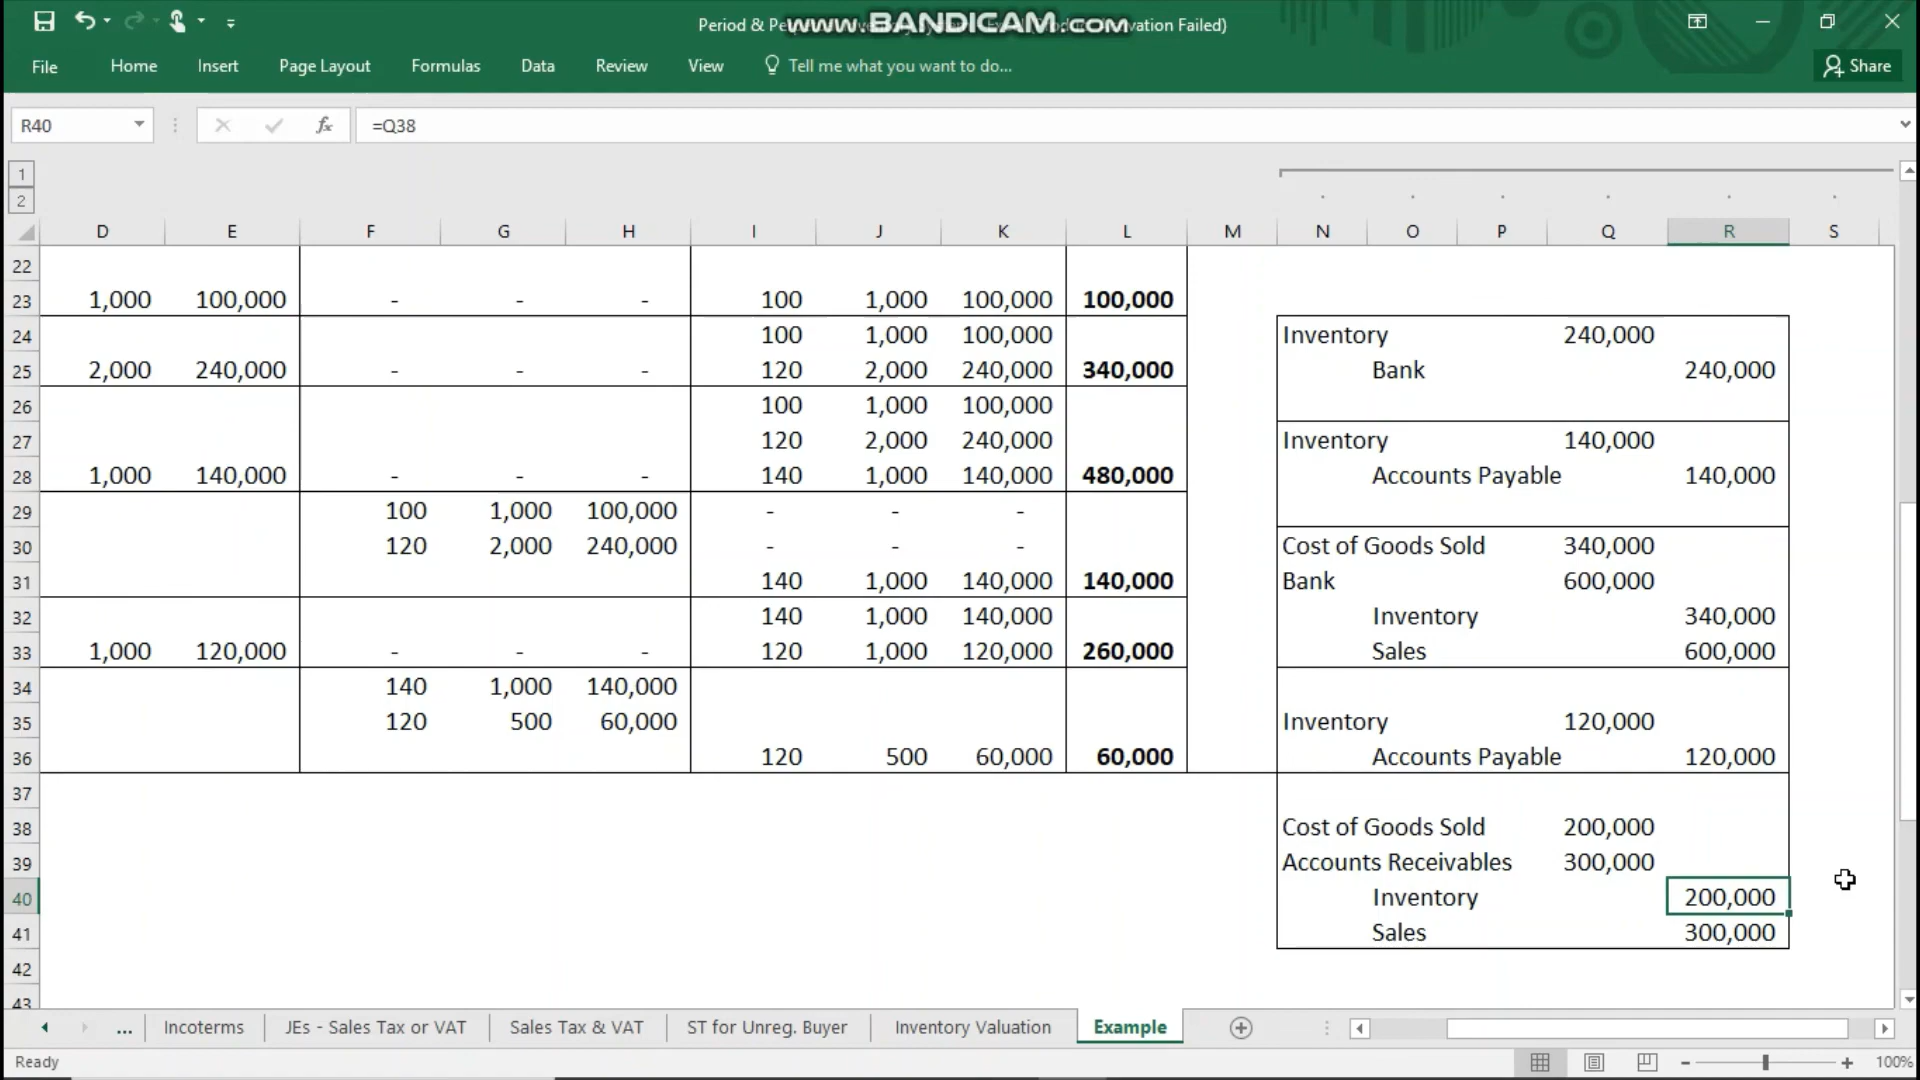 Period & Pe
www.BANDICAM.com
vation Failed)
File Home Insert Page Layout Formulas Data Review View Tell me what you want to do... Share
R40 fx =Q38
1
2
D E F G H I J K L M N O P Q R S
22
23 1,000 100,000 - - - 100 1,000 100,000 100,000
24 100 1,000 100,000 Inventory 240,000
25 2,000 240,000 - - - 120 2,000 240,000 340,000 Bank 240,000
26 100 1,000 100,000
27 120 2,000 240,000 Inventory 140,000
28 1,000 140,000 - - - 140 1,000 140,000 480,000 Accounts Payable 140,000
29 100 1,000 100,000 - - -
30 120 2,000 240,000 - - - Cost of Goods Sold 340,000
31 140 1,000 140,000 140,000 Bank 600,000
32 140 1,000 140,000 Inventory 340,000
33 1,000 120,000 - - - 120 1,000 120,000 260,000 Sales 600,000
34 140 1,000 140,000
35 120 500 60,000 Inventory 120,000
36 120 500 60,000 60,000 Accounts Payable 120,000
37
38 Cost of Goods Sold 200,000
39 Accounts Receivables 300,000
40 Inventory 200,000
41 Sales 300,000
42
43
... Incoterms JEs - Sales Tax or VAT Sales Tax & VAT ST for Unreg. Buyer Inventory Valuation Example
Ready 100%